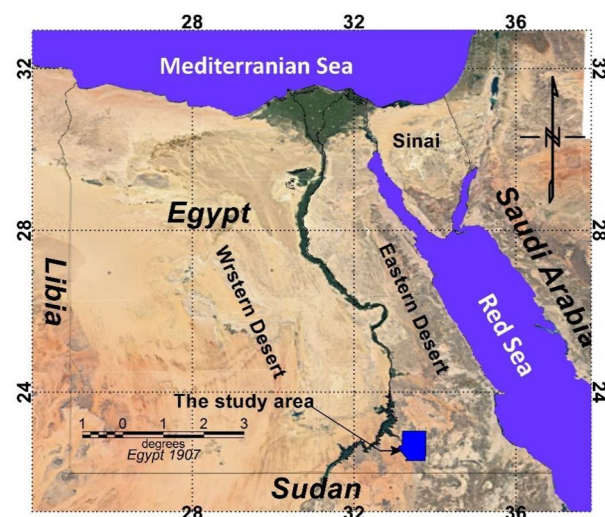 28 32 36
32 32
Mediterranian Sea
Sinai
28 28
Egypt
Saudi Arabia
Libia
Wrstern Desert
Eastern Desert
Red Sea
24 24
The study area
1 0 1 2 3
degrees
Egypt 1907
Sudan
28 32 36